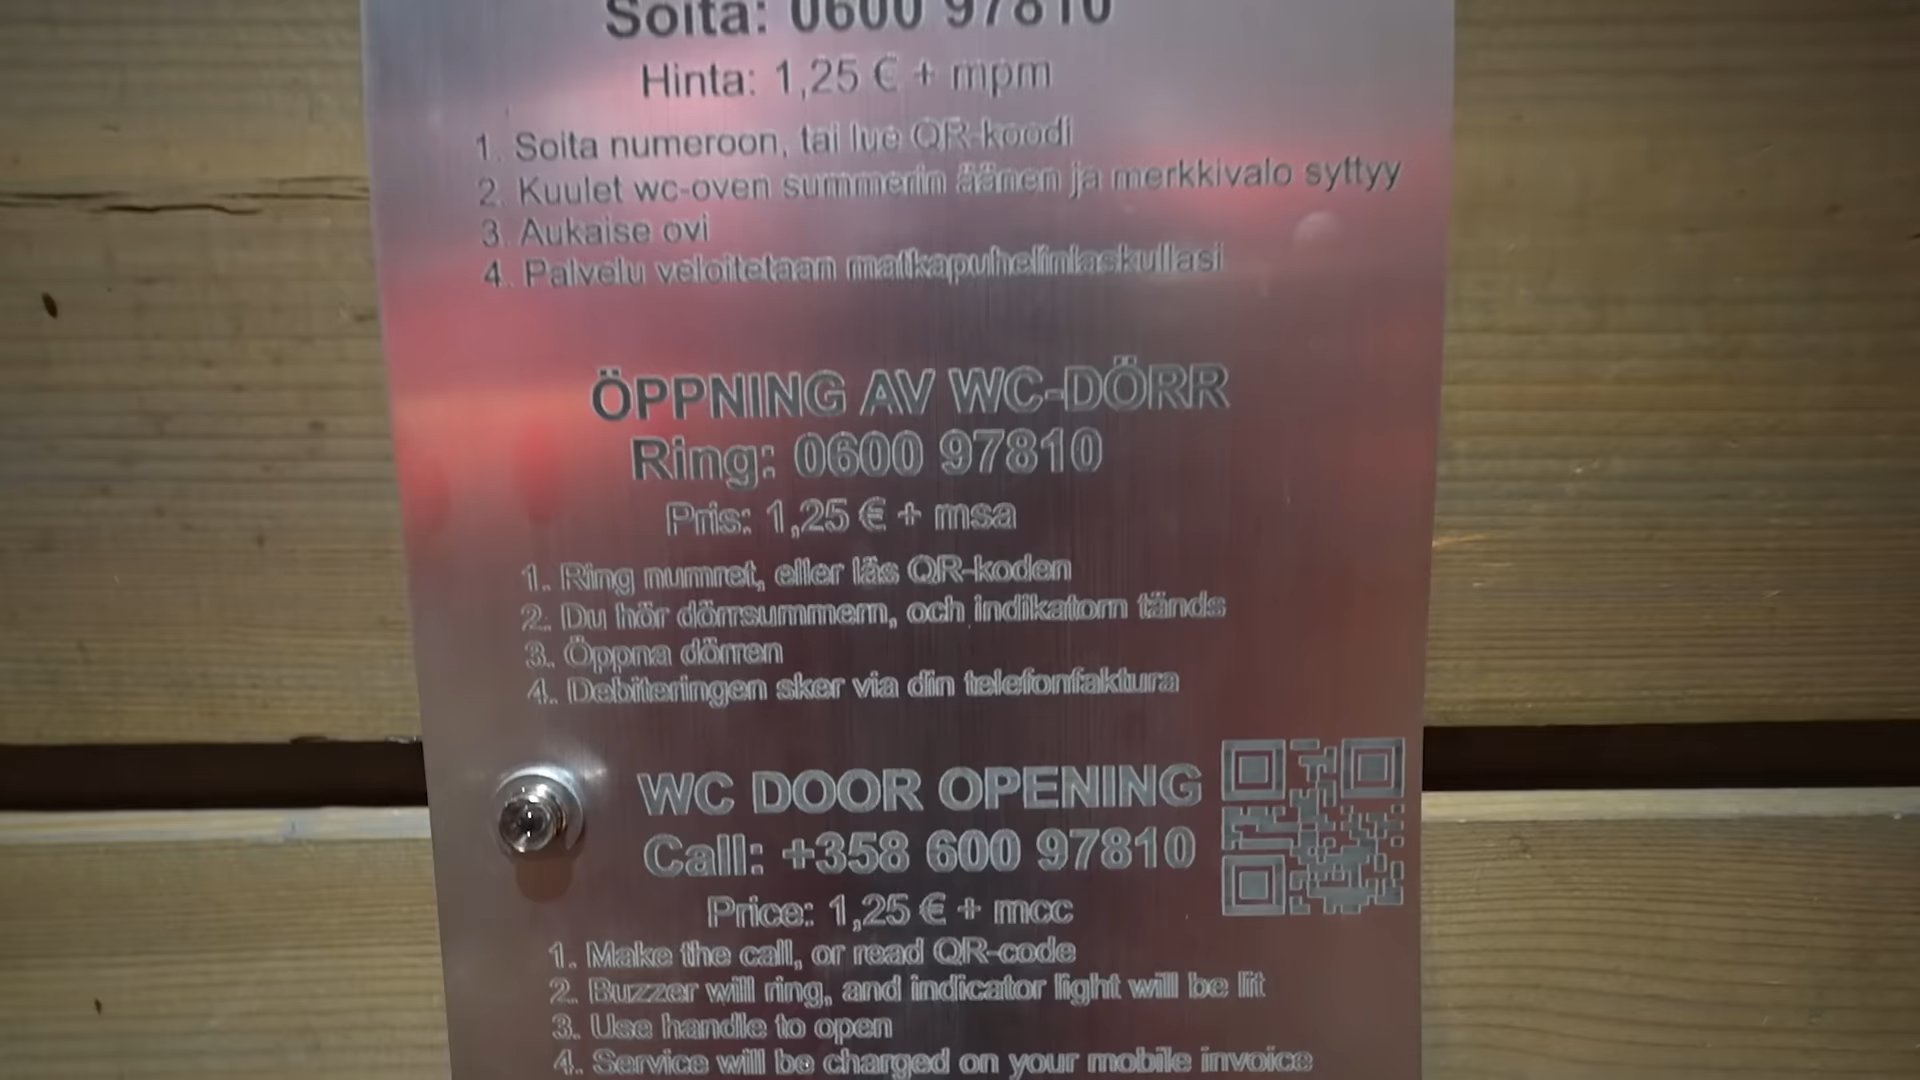 Soita: 0600 97810
Hinta: 1,25 € + mpm
1. Soita numeroon, tai lue QR-koodi
2. Kuulet wc-oven summerin äänen ja merkkivalo syttyy
3. Aukaise ovi
4. Palvelu veloitetaan matkapuhelinlaskullasi
ÖPPNING AV WC-DÖRR
Ring: 0600 97810
Pris: 1,25 € + msa
1. Ring numret, eller läs QR-koden
2. Du hör dörrsummern, och indikatorn tänds
3. Öppna dörren
4. Debiteringen sker via din telefonfaktura
WC DOOR OPENING
Call: +358 600 97810
Price: 1,25 € + mcc
1. Make the call, or read QR-code
2. Buzzer will ring, and indicator light will be lit
3. Use handle to open
4. Service will be charged on your mobile invoice